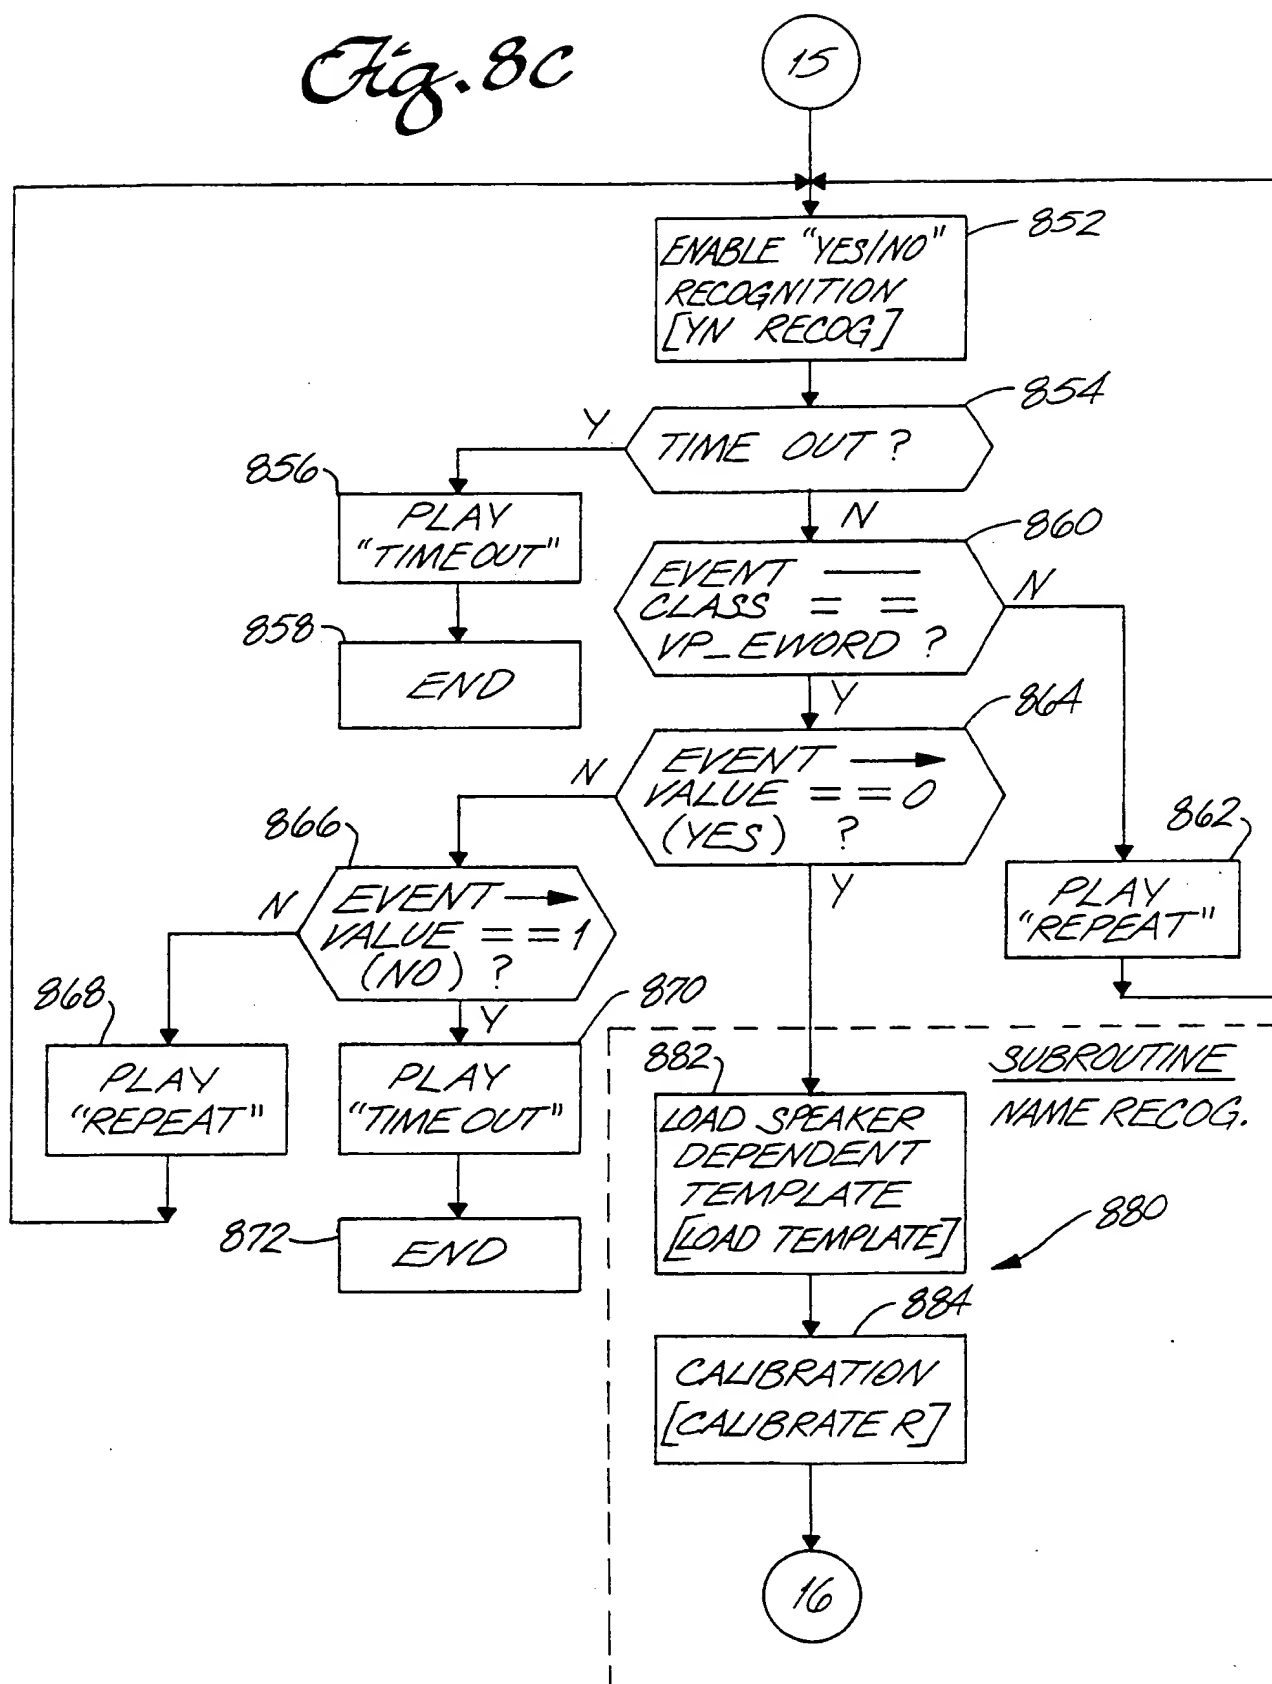 Fig. 8c
15
852
ENABLE "YES/NO"
RECOGNITION
[YN RECOG]
854
Y
TIME OUT ?
856
N
860
PLAY
"TIMEOUT"
EVENT
CLASS = =
VP_EWORD ?
N
858
END
Y
864
N
EVENT
VALUE = = 0
(YES) ?
866
862
Y
N
EVENT
VALUE = = 1
(NO) ?
PLAY
"REPEAT"
868
Y
870
PLAY
"REPEAT"
PLAY
"TIME OUT"
882
SUBROUTINE
NAME RECOG.
LOAD SPEAKER
DEPENDENT
TEMPLATE
[LOAD TEMPLATE]
880
872
END
884
CALIBRATION
[CALIBRATE R]
16